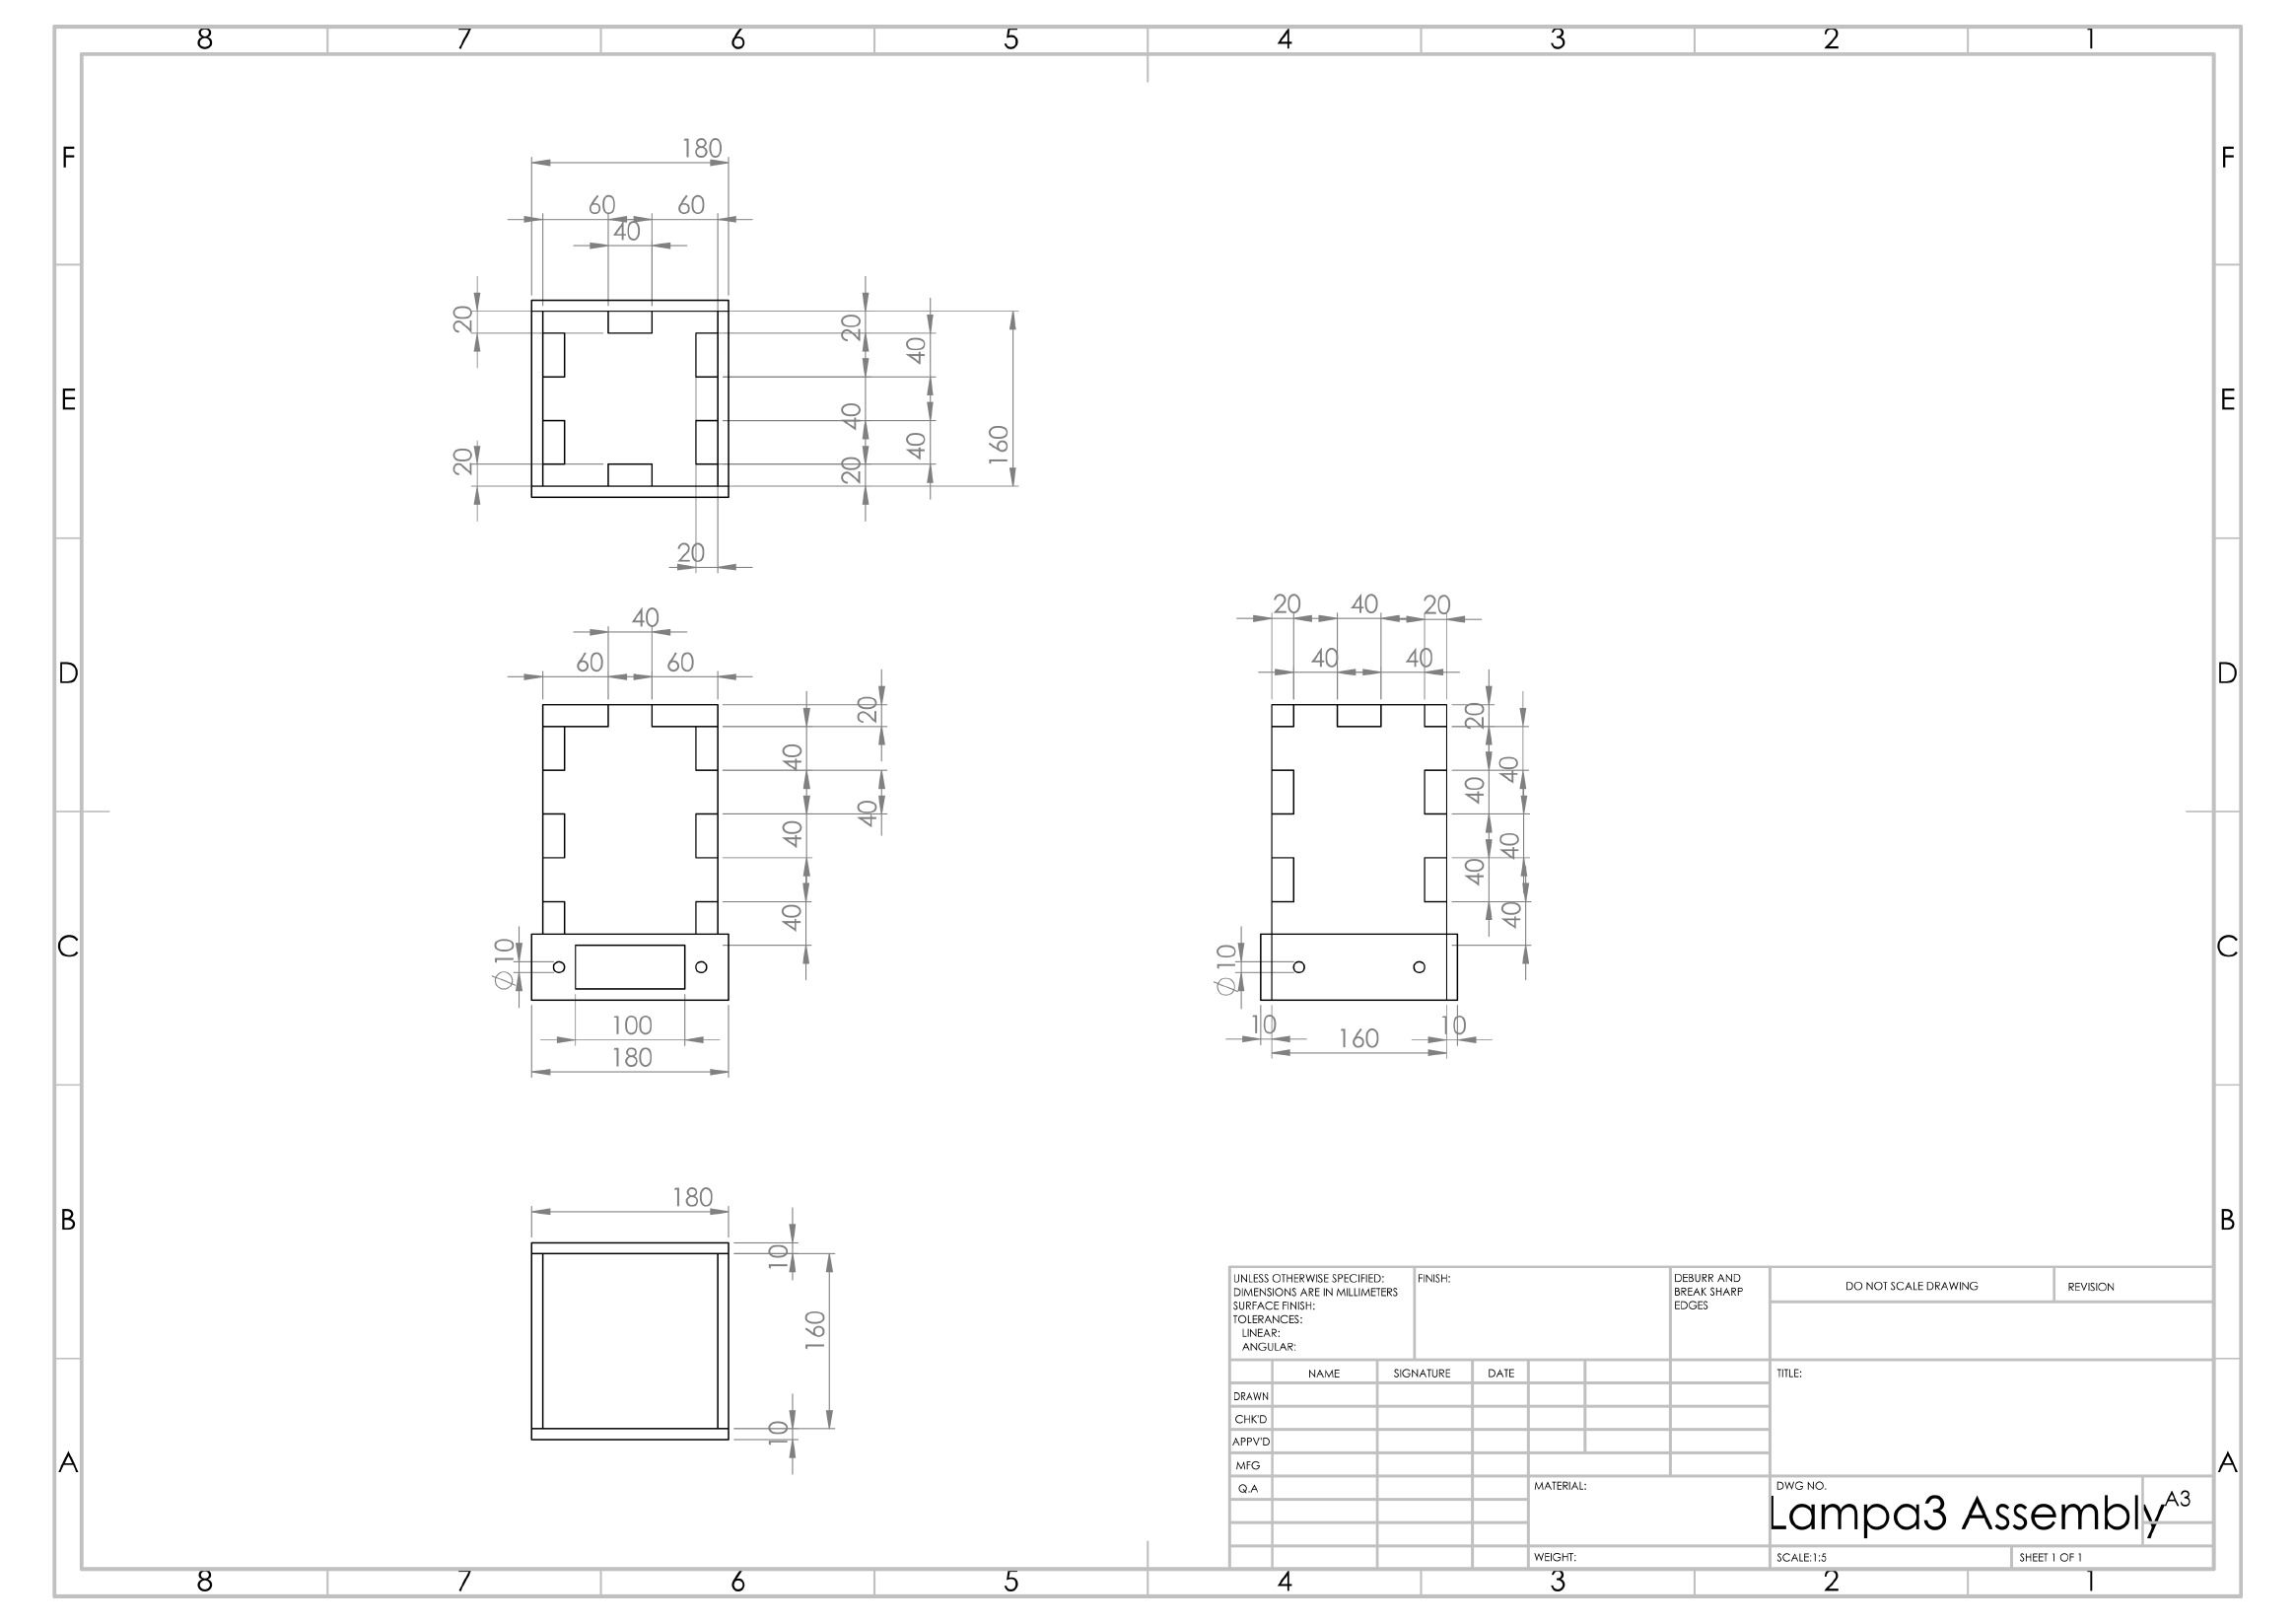 8 7 6 5 4 3 2 1
F F
180
60 60
40
20 20 40
E E
40 160
20 20 40
20
40
60 60
20 40 20
40 40
D D
20 20
40 40
40 40
40 40
40 40
C C
Ø 10 Ø 10
100 10 160 10
180
B B
180
10
160
10
UNLESS OTHERWISE SPECIFIED:
DIMENSIONS ARE IN MILLIMETERS
SURFACE FINISH:
TOLERANCES:
LINEAR:
ANGULAR:
FINISH:
DEBURR AND
BREAK SHARP
EDGES
DO NOT SCALE DRAWING
REVISION
NAME SIGNATURE DATE
TITLE:
DRAWN
CHK'D
APPV'D
MFG
Q.A
MATERIAL:
DWG NO.
Lampa3 Assembly
A3
WEIGHT:
SCALE:1:5
SHEET 1 OF 1
A A
8 7 6 5 4 3 2 1